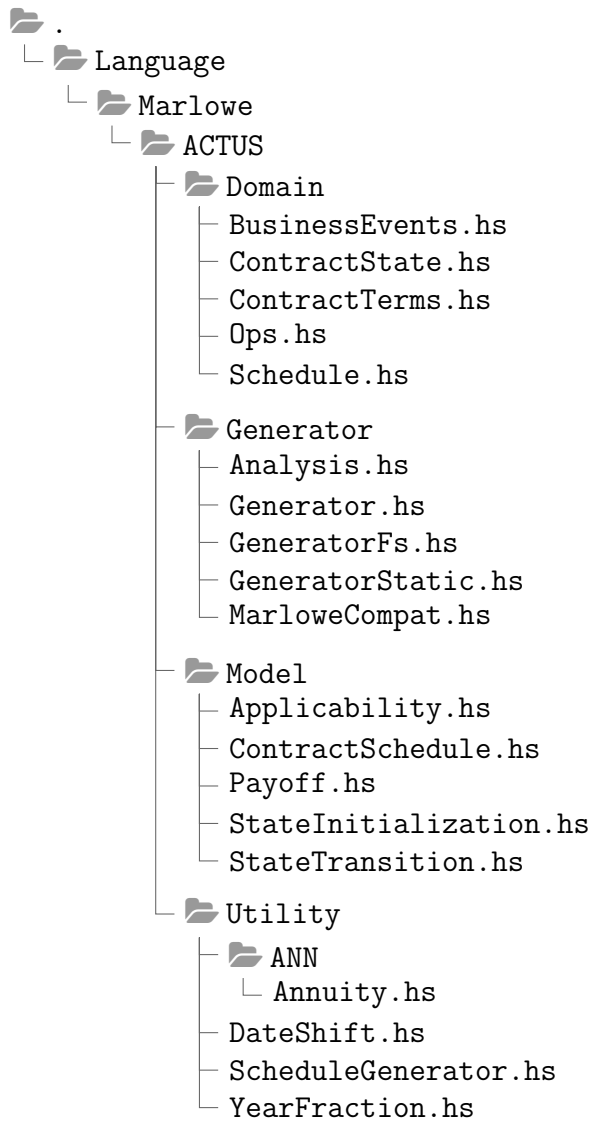 .
Language
Marlowe
ACTUS
Domain
BusinessEvents.hs
ContractState.hs
ContractTerms.hs
Ops.hs
Schedule.hs
Generator
Analysis.hs
Generator.hs
GeneratorFs.hs
GeneratorStatic.hs
MarloweCompat.hs
Model
Applicability.hs
ContractSchedule.hs
Payoff.hs
StateInitialization.hs
StateTransition.hs
Utility
ANN
Annuity.hs
DateShift.hs
ScheduleGenerator.hs
YearFraction.hs